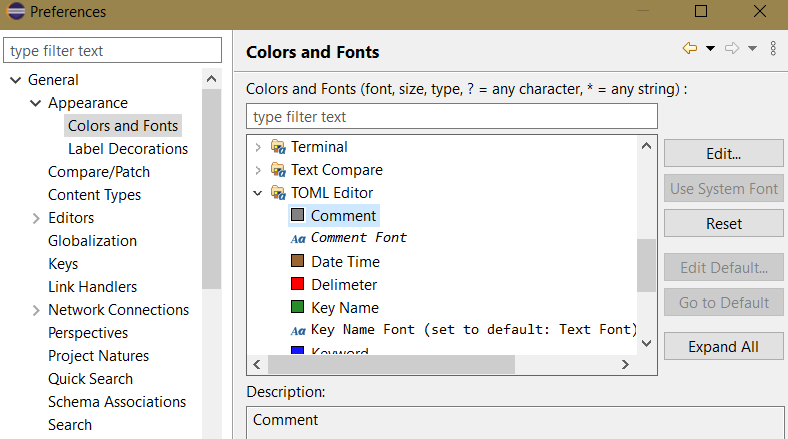 Preferences
type filter text
General
Appearance
Colors and Fonts
Label Decorations
Compare/Patch
Content Types
Editors
Globalization
Keys
Link Handlers
Network Connections
Perspectives
Project Natures
Quick Search
Schema Associations
Search
Colors and Fonts
Colors and Fonts (font, size, type, ? = any character, * = any string) :
type filter text
Terminal
Text Compare
TOML Editor
Comment
Aa Comment Font
Date Time
Delimeter
Key Name
Aa Key Name Font (set to default: Text Font)
Keyword
Edit...
Use System Font
Reset
Edit Default...
Go to Default
Expand All
Description:
Comment